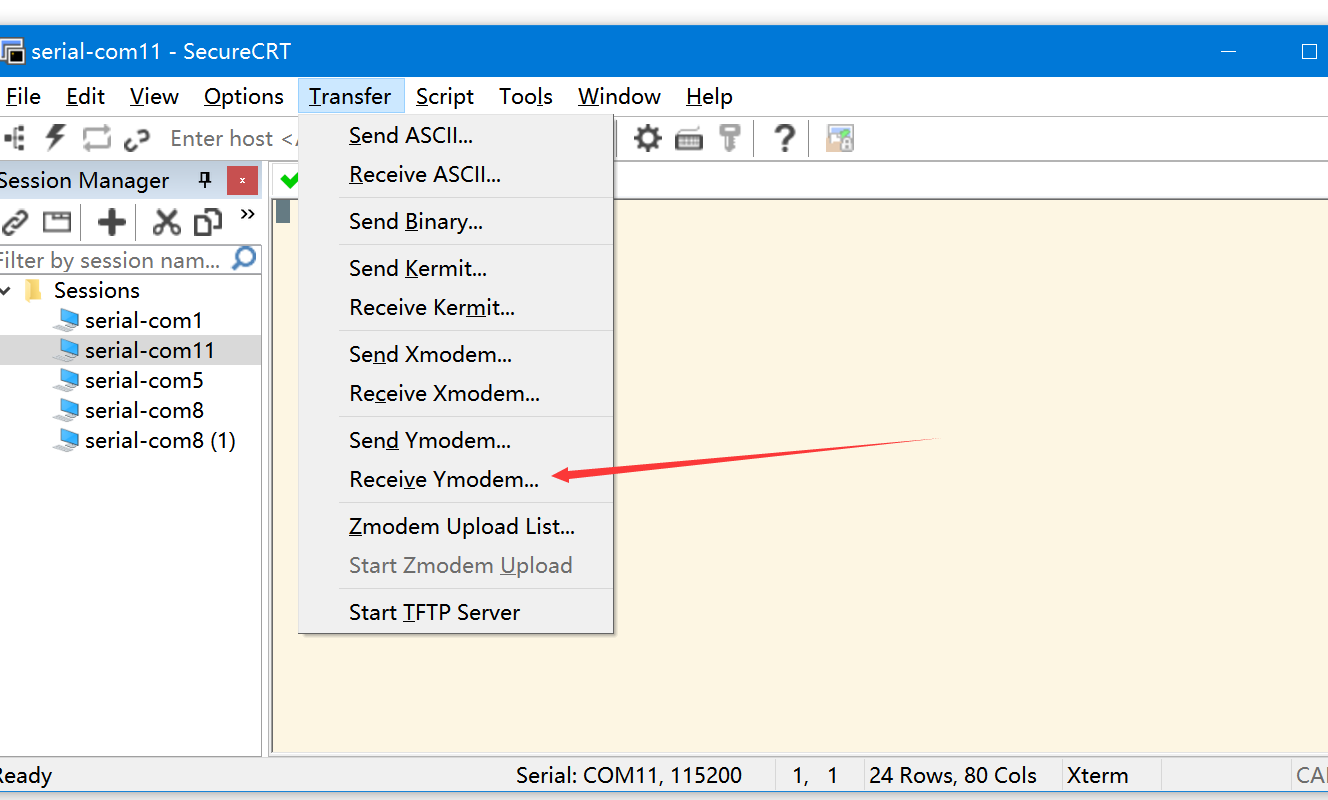 serial-com11 - SecureCRT
File Edit View Options Transfer Script Tools Window Help
Enter host
Session Manager
Filter by session nam...
Sessions
serial-com1
serial-com11
serial-com5
serial-com8
serial-com8 (1)
Send ASCII...
Receive ASCII...
Send Binary...
Send Kermit...
Receive Kermit...
Send Xmodem...
Receive Xmodem...
Send Ymodem...
Receive Ymodem...
Zmodem Upload List...
Start Zmodem Upload
Start TFTP Server
Ready Serial: COM11, 115200 1, 1 24 Rows, 80 Cols Xterm